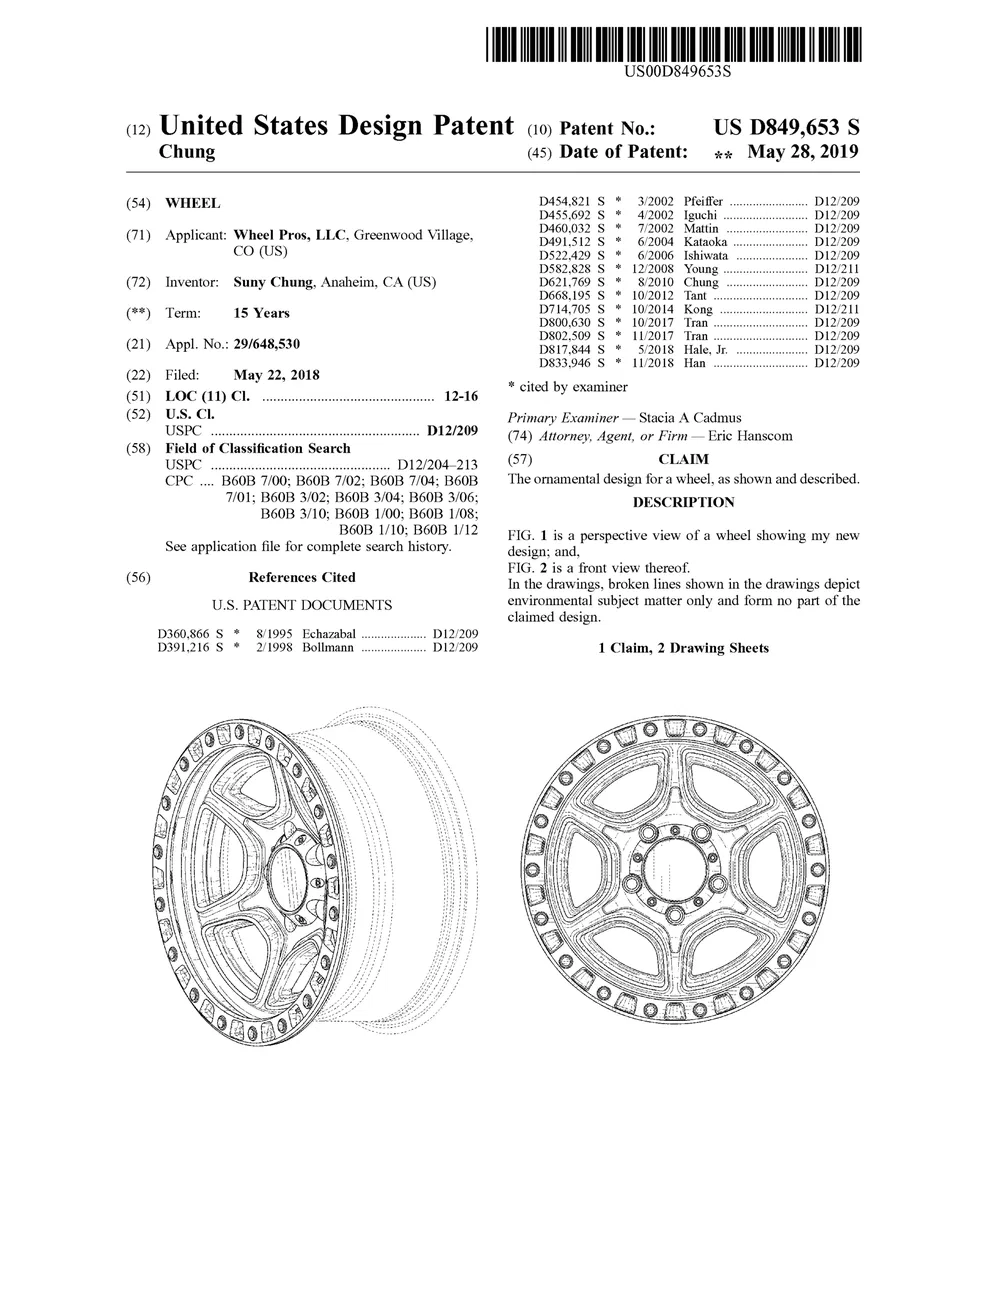 US00D849653S
(12) United States Design Patent
Chung
(10) Patent No.: US D849,653 S
(45) Date of Patent: ** May 28, 2019
(54) WHEEL
(71) Applicant: Wheel Pros, LLC, Greenwood Village,
CO (US)
(72) Inventor: Suny Chung, Anaheim, CA (US)
(**) Term: 15 Years
(21) Appl. No.: 29/648,530
(22) Filed: May 22, 2018
(51) LOC (11) Cl. ................................................ 12-16
(52) U.S. Cl.
USPC .......................................................... D12/209
(58) Field of Classification Search
USPC ................................................. D12/204–213
CPC .... B60B 7/00; B60B 7/02; B60B 7/04; B60B
7/01; B60B 3/02; B60B 3/04; B60B 3/06;
B60B 3/10; B60B 1/00; B60B 1/08;
B60B 1/10; B60B 1/12
See application file for complete search history.
(56) References Cited
U.S. PATENT DOCUMENTS
D360,866 S * 8/1995 Echazabal .................... D12/209
D391,216 S * 2/1998 Bollmann .................... D12/209
D454,821 S * 3/2002 Pfeiffer ........................ D12/209
D455,692 S * 4/2002 Iguchi .......................... D12/209
D460,032 S * 7/2002 Mattin ......................... D12/209
D491,512 S * 6/2004 Kataoka ....................... D12/209
D522,429 S * 6/2006 Ishiwata ...................... D12/209
D582,828 S * 12/2008 Young .......................... D12/211
D621,769 S * 8/2010 Chung ......................... D12/209
D668,195 S * 10/2012 Tant ............................. D12/209
D714,705 S * 10/2014 Kong ........................... D12/211
D800,630 S * 10/2017 Tran ............................. D12/209
D802,509 S * 11/2017 Tran ............................. D12/209
D817,844 S * 5/2018 Hale, Jr. ...................... D12/209
D833,946 S * 11/2018 Han ............................. D12/209
* cited by examiner
Primary Examiner — Stacia A Cadmus
(74) Attorney, Agent, or Firm — Eric Hanscom
(57) CLAIM
The ornamental design for a wheel, as shown and described.
DESCRIPTION
FIG. 1 is a perspective view of a wheel showing my new
design; and,
FIG. 2 is a front view thereof.
In the drawings, broken lines shown in the drawings depict
environmental subject matter only and form no part of the
claimed design.
1 Claim, 2 Drawing Sheets